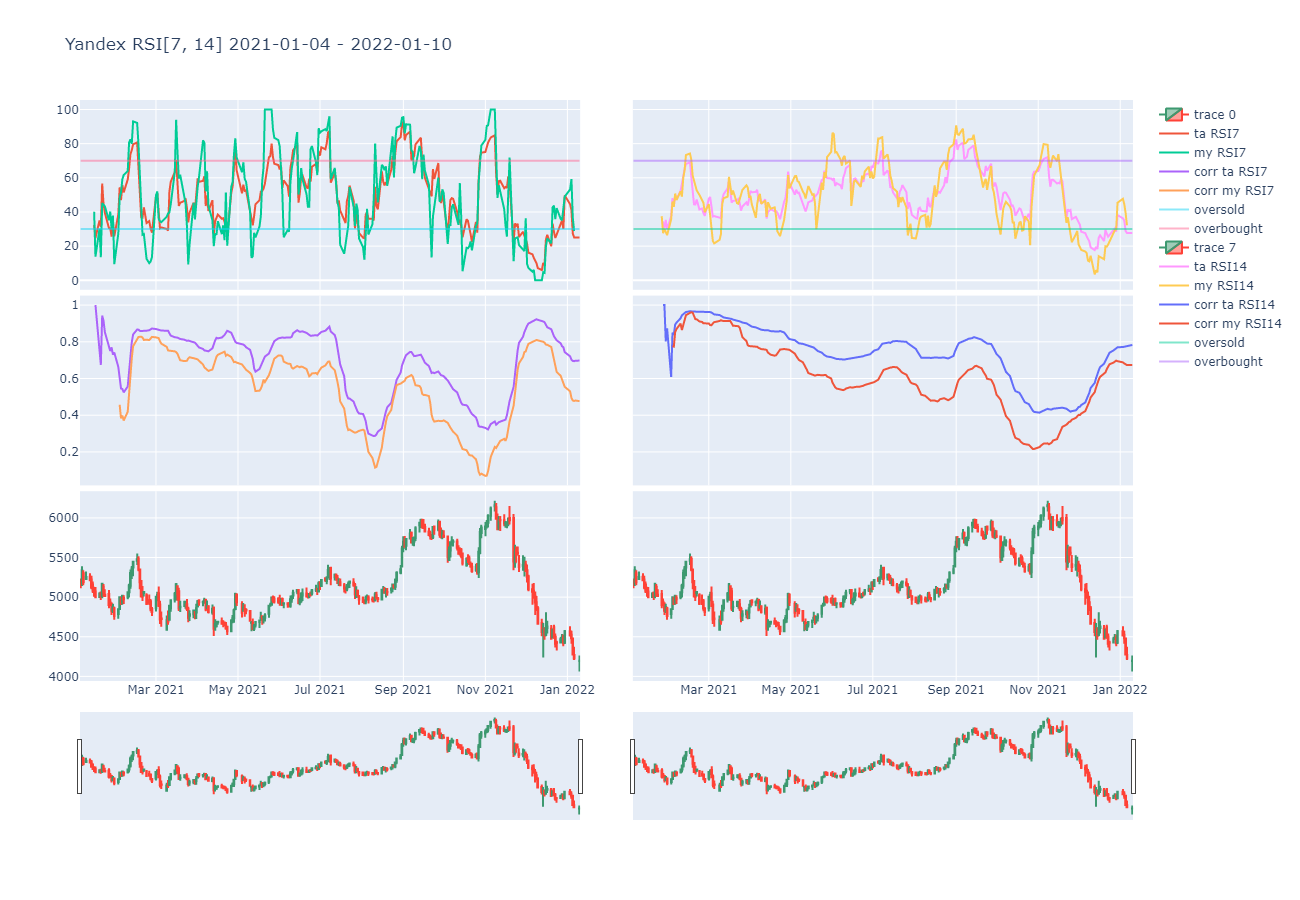 Yandex RSI[7, 14] 2021-01-04 - 2022-01-10
100
80
60
40
20
0
1
0.8
0.6
0.4
0.2
6000
5500
5000
4500
4000
Mar 2021
May 2021
Jul 2021
Sep 2021
Nov 2021
Jan 2022
Mar 2021
May 2021
Jul 2021
Sep 2021
Nov 2021
Jan 2022
trace 0
ta RSI7
my RSI7
corr ta RSI7
corr my RSI7
oversold
overbought
trace 7
ta RSI14
my RSI14
corr ta RSI14
corr my RSI14
oversold
overbought